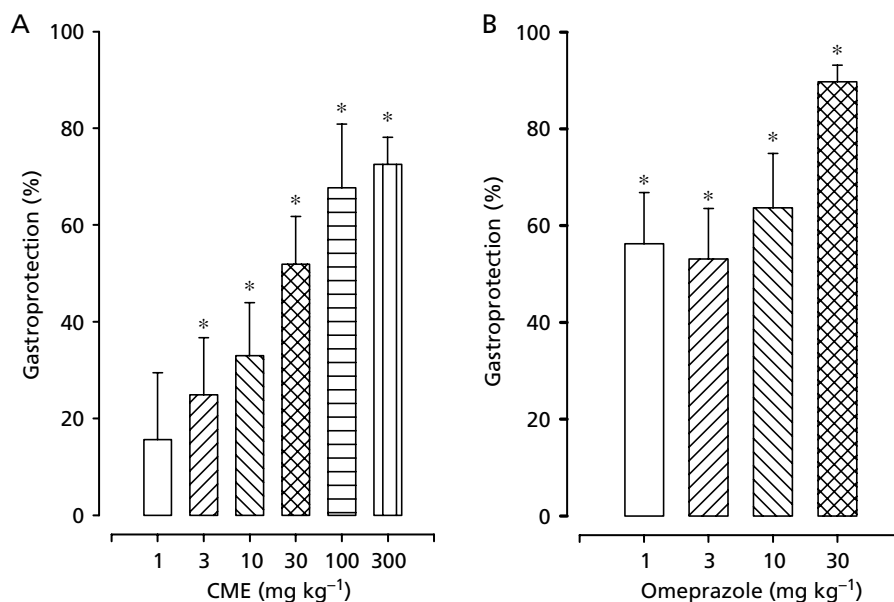 A
Gastroprotection (%)
100
80
60
40
20
0
* * * * *
1 3 10 30 100 300
CME (mg kg⁻¹)
B
Gastroprotection (%)
100
80
60
40
20
0
* * * *
1 3 10 30
Omeprazole (mg kg⁻¹)